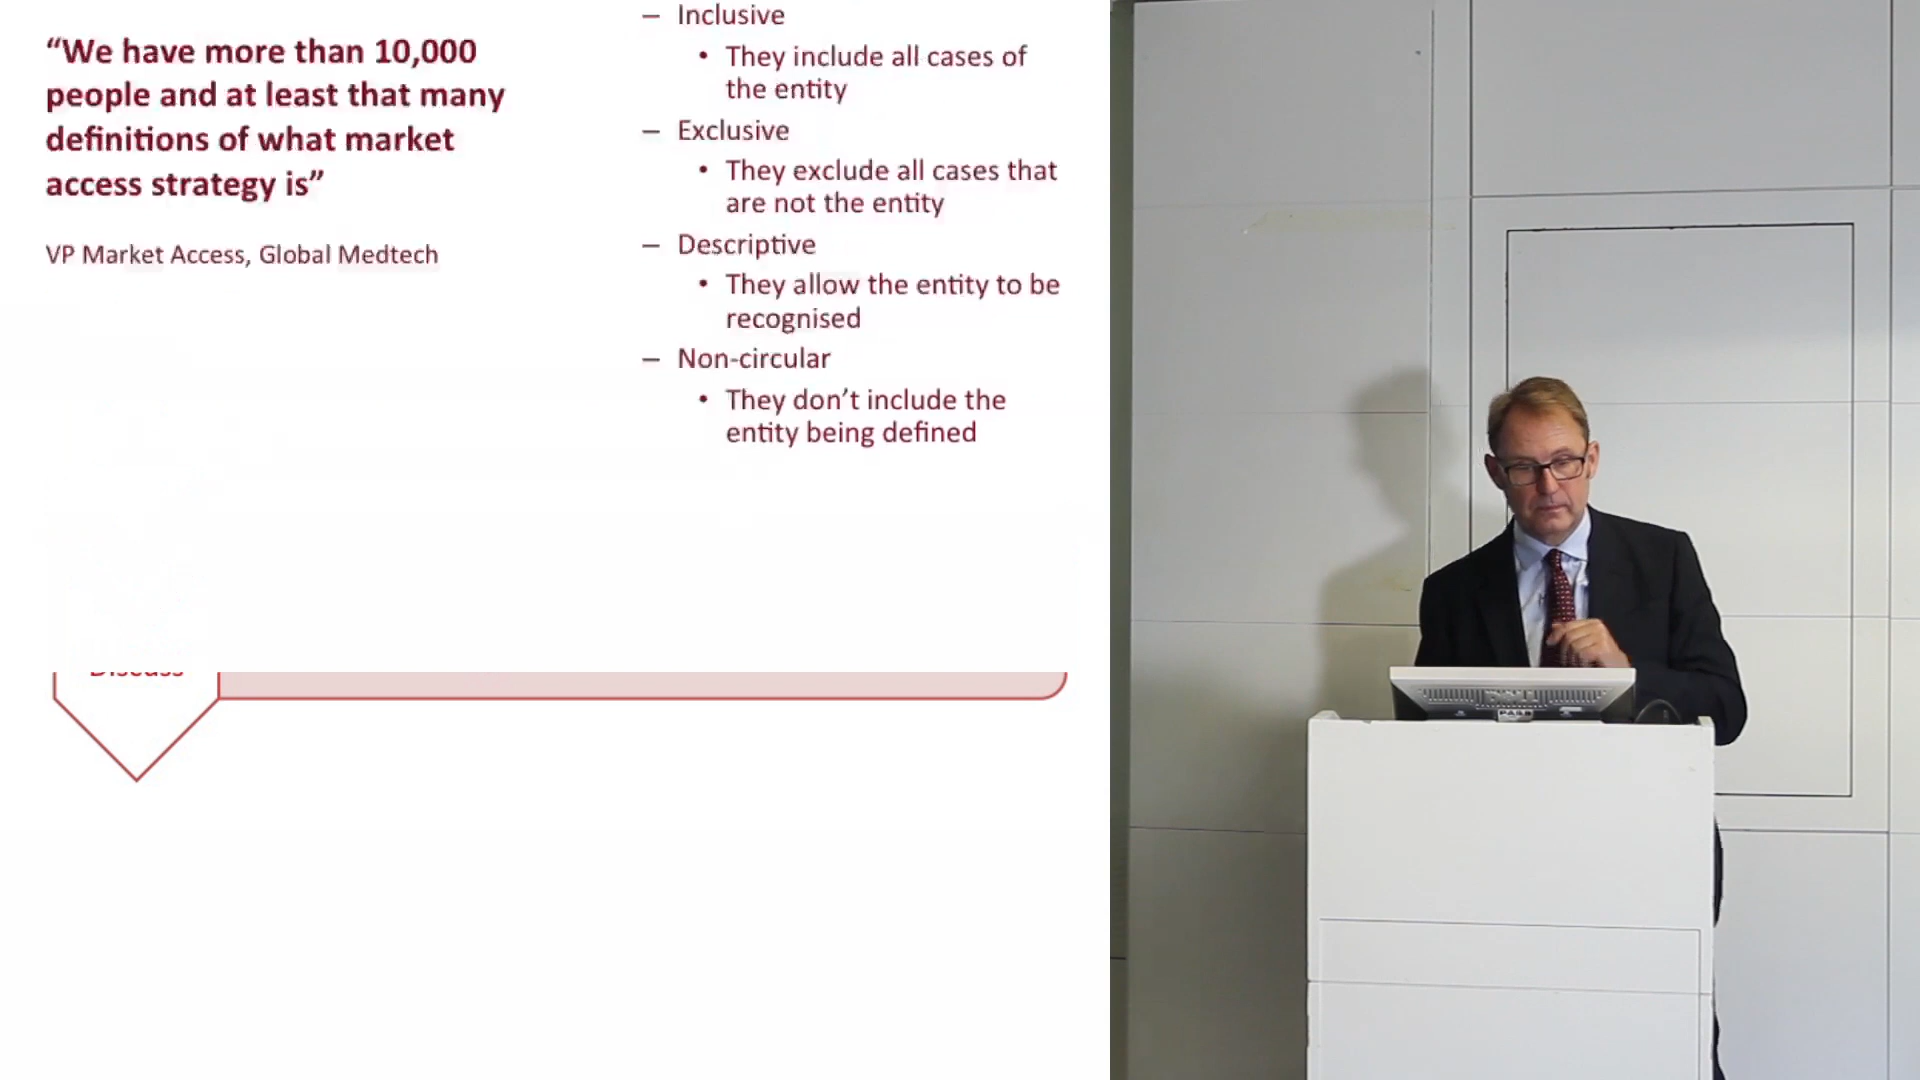 “We have more than 10,000
people and at least that many
definitions of what market
access strategy is”
VP Market Access, Global Medtech
– Inclusive
• They include all cases of
the entity
– Exclusive
• They exclude all cases that
are not the entity
– Descriptive
• They allow the entity to be
recognised
– Non-circular
• They don’t include the
entity being defined
Discuss